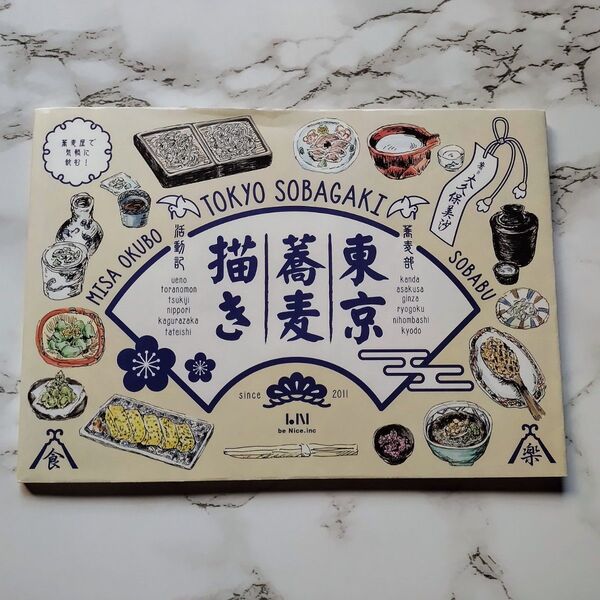 蕎麦屋で
気軽に
飲む!
TOKYO SOBAGAKI
MISA OKUBO
SOBABU
大久保美沙
東京
蕎麦
描き
蕎麦部
活動記
kanda
asakusa
ginza
ryogoku
nihombashi
kyodo
ueno
toranomon
tsukiji
nippori
kagurazaka
tateishi
since 2011
be Nice.inc
食
楽